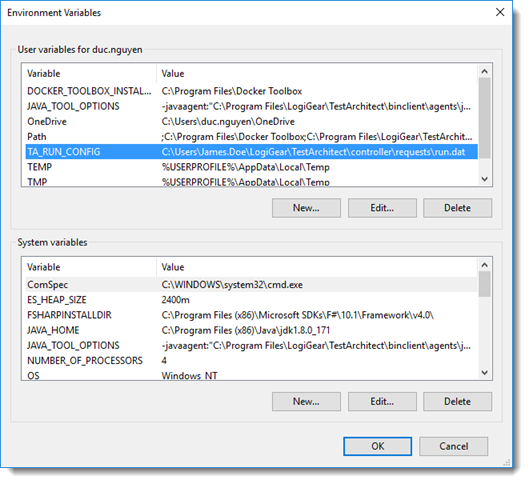 Environment Variables
User variables for duc.nguyen
Variable Value
DOCKER_TOOLBOX_INSTAL... C:\Program Files\Docker Toolbox
JAVA_TOOL_OPTIONS -javaagent:"C:\Program Files\LogiGear\TestArchitect\binclient\agents\j...
OneDrive C:\Users\duc.nguyen\OneDrive
Path ;C:\Program Files\Docker Toolbox;C:\Program Files\LogiGear\TestArchit...
TA_RUN_CONFIG C:\Users\James.Doe\LogiGear\TestArchitect\controller\requests\run.dat
TEMP %USERPROFILE%\AppData\Local\Temp
TMP %USERPROFILE%\AppData\Local\Temp
New... Edit... Delete
System variables
Variable Value
ComSpec C:\WINDOWS\system32\cmd.exe
ES_HEAP_SIZE 2400m
FSHARPINSTALLDIR C:\Program Files (x86)\Microsoft SDKs\F#\10.1\Framework\v4.0\
JAVA_HOME C:\Program Files (x86)\Java\jdk1.8.0_171
JAVA_TOOL_OPTIONS -javaagent:"C:\Program Files\LogiGear\TestArchitect\binclient\agents\j...
NUMBER_OF_PROCESSORS 4
OS Windows_NT
New... Edit... Delete
OK Cancel